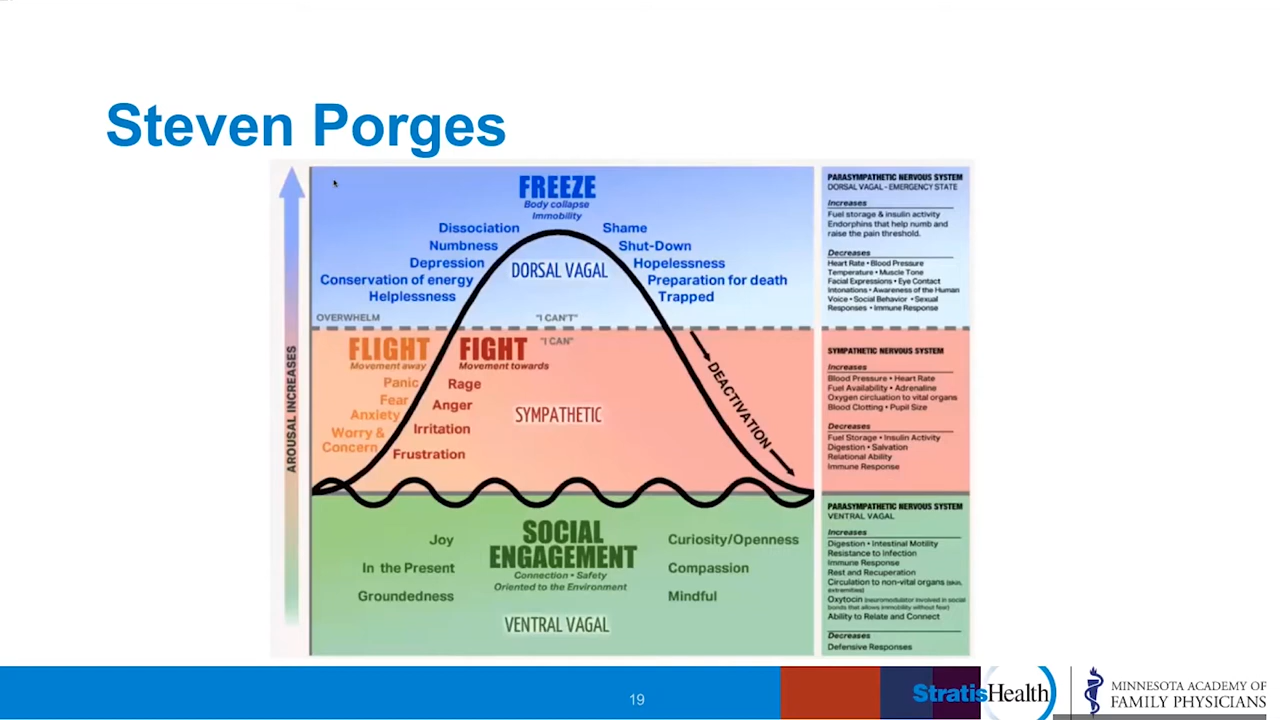 Steven Porges
AROUSAL INCREASES
FREEZE
Body collapse
Immobility
Dissociation
Numbness
Depression
Conservation of energy
Helplessness
Shame
Shut-Down
Hopelessness
Preparation for death
Trapped
DORSAL VAGAL
OVERWHELM
"I CAN'T"
"I CAN"
FLIGHT
Movement away
Panic
Fear
Anxiety
Worry &
Concern
FIGHT
Movement towards
Rage
Anger
Irritation
Frustration
SYMPATHETIC
DEACTIVATION
SOCIAL
ENGAGEMENT
Connection • Safety
Oriented to the Environment
Joy
In the Present
Groundedness
Curiosity/Openness
Compassion
Mindful
VENTRAL VAGAL
PARASYMPATHETIC NERVOUS SYSTEM
DORSAL VAGAL - EMERGENCY STATE
Increases
Fuel storage & insulin activity
Endorphins that help numb and
raise the pain threshold.
Decreases
Heart Rate • Blood Pressure
Temperature • Muscle Tone
Facial Expressions • Eye Contact
Intonations • Awareness of the Human
Voice • Social Behavior • Sexual
Responses • Immune Response
SYMPATHETIC NERVOUS SYSTEM
Increases
Blood Pressure • Heart Rate
Fuel Availability • Adrenaline
Oxygen circluation to vital organs
Blood Clotting • Pupil Size
Decreases
Fuel Storage • Insulin Activity
Digestion • Salvation
Relational Ability
Immune Response
PARASYMPATHETIC NERVOUS SYSTEM
VENTRAL VAGAL
Increases
Digestion • Intestinal Motility
Resistance to Infection
Immune Response
Rest and Recuperation
Circulation to non-vital organs (skin,
extremities)
Oxytocin (neuromodulator involved in social
bonds that allows immobility without fear)
Ability to Relate and Connect
Decreases
Defensive Responses
19
StratisHealth
MINNESOTA ACADEMY OF
FAMILY PHYSICIANS